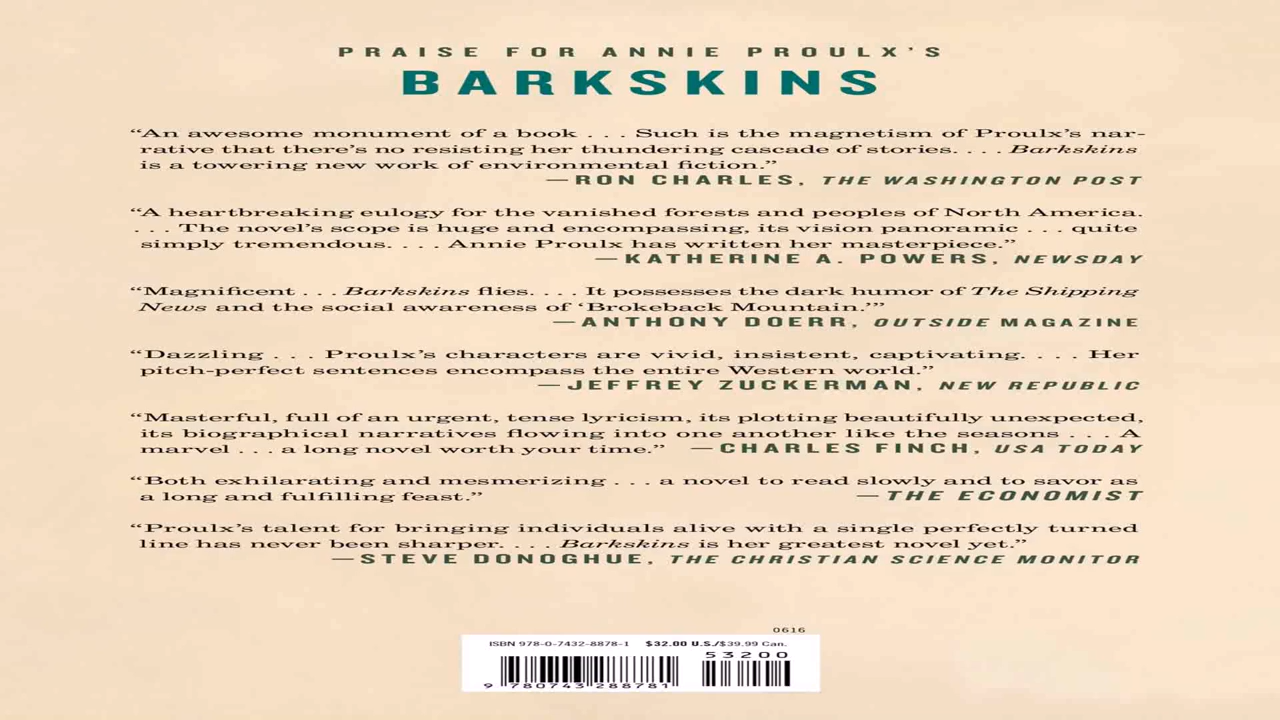 PRAISE FOR ANNIE PROULX'S
BARKSKINS
“An awesome monument of a book . . . Such is the magnetism of Proulx’s nar-
rative that there’s no resisting her thundering cascade of stories. . . . Barkskins
is a towering new work of environmental fiction.”
—RON CHARLES, THE WASHINGTON POST
“A heartbreaking eulogy for the vanished forests and peoples of North America.
. . . The novel’s scope is huge and encompassing, its vision panoramic . . . quite
simply tremendous. . . . Annie Proulx has written her masterpiece.”
—KATHERINE A. POWERS, NEWSDAY
“Magnificent . . . Barkskins flies. . . . It possesses the dark humor of The Shipping
News and the social awareness of ‘Brokeback Mountain.’”
—ANTHONY DOERR, OUTSIDE MAGAZINE
“Dazzling . . . Proulx’s characters are vivid, insistent, captivating. . . . Her
pitch-perfect sentences encompass the entire Western world.”
—JEFFREY ZUCKERMAN, NEW REPUBLIC
“Masterful, full of an urgent, tense lyricism, its plotting beautifully unexpected,
its biographical narratives flowing into one another like the seasons . . . A
marvel . . . a long novel worth your time.” —CHARLES FINCH, USA TODAY
“Both exhilarating and mesmerizing . . . a novel to read slowly and to savor as
a long and fulfilling feast.” —THE ECONOMIST
“Proulx’s talent for bringing individuals alive with a single perfectly turned
line has never been sharper. . . . Barkskins is her greatest novel yet.”
—STEVE DONOGHUE, THE CHRISTIAN SCIENCE MONITOR
0616
ISBN 978-0-7432-8878-1 $32.00 U.S./$39.99 Can.
53200
9 780743 288781